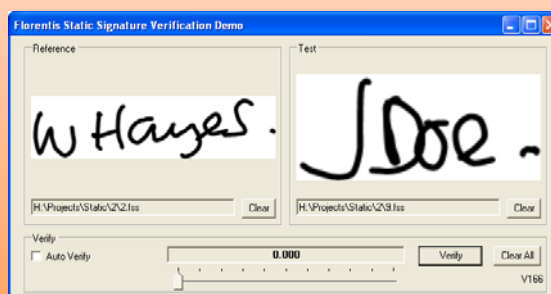 Florentis Static Signature Verification Demo
Reference
Test
W Hayes.
J Doe
H:\Projects\Static\2\2.fss
Clear
H:\Projects\Static\2\9.fss
Clear
Verify
Auto Verify
0.000
Verify
Clear All
V166